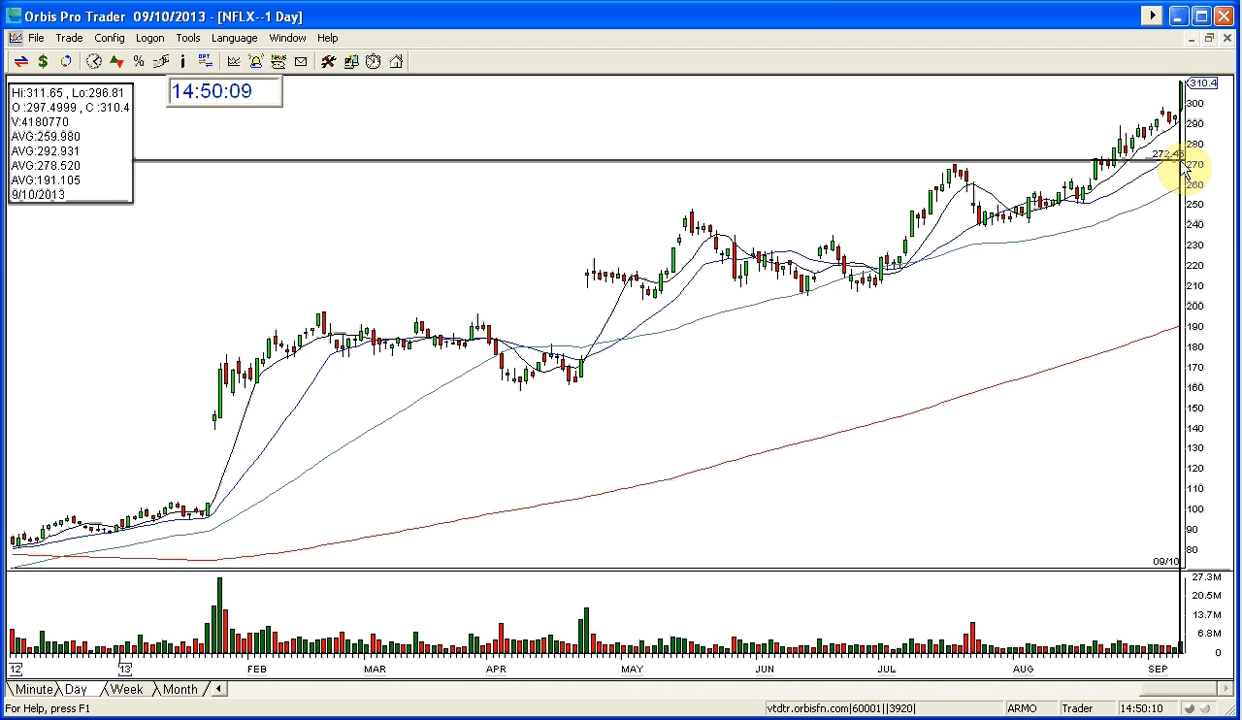 Orbis Pro Trader 09/10/2013 - [NFLX--1 Day]
File Trade Config Logon Tools Language Window Help
14:50:09
Hi:311.65 , Lo:296.81
O :297.4999 , C :310.4
V:4180770
AVG:259.980
AVG:292.931
AVG:278.520
AVG:191.105
9/10/2013
310.4
300
290
280
272.45
270
260
250
240
230
220
210
200
190
180
170
160
150
140
130
120
110
100
90
80
09/10
27.3M
20.5M
13.7M
6.8M
0
12 13 FEB MAR APR MAY JUN JUL AUG SEP
Minute Day Week Month
For Help, press F1 vtdtr.orbisfn.com|60001||3920| ARMO Trader 14:50:10